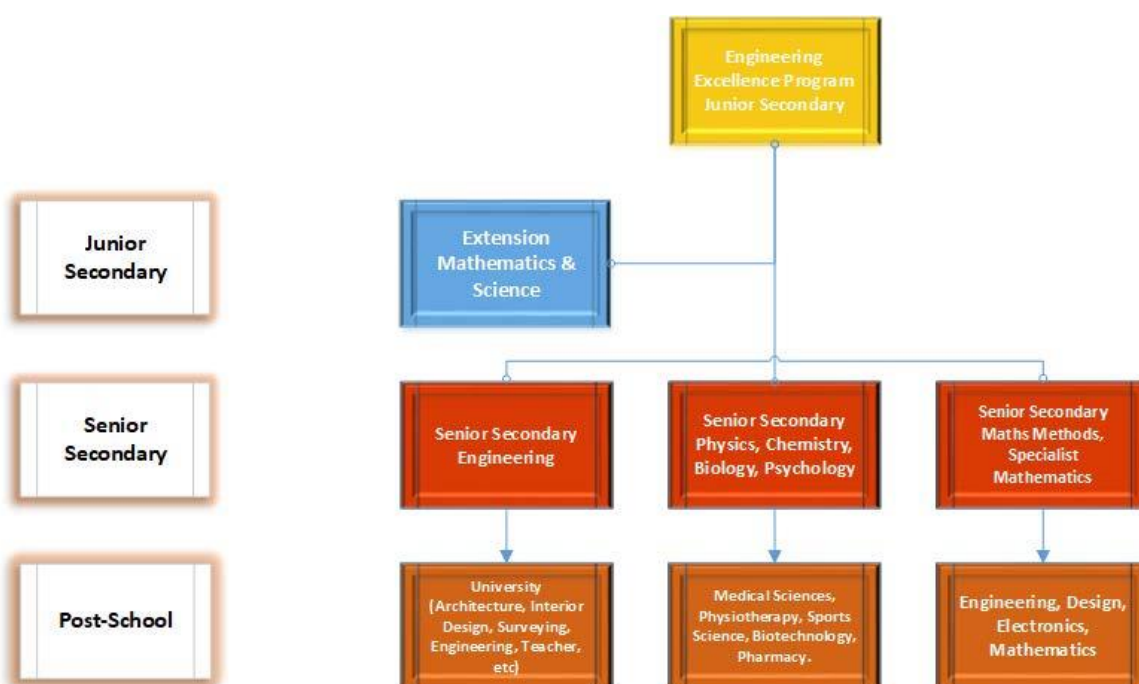 Engineering
Excellence Program
Junior Secondary
Junior
Secondary
Extension
Mathematics &
Science
Senior
Secondary
Senior Secondary
Engineering
Senior Secondary
Physics, Chemistry,
Biology, Psychology
Senior Secondary
Maths Methods,
Specialist
Mathematics
Post-School
University
(Architecture, Interior
Design, Surveying,
Engineering, Teacher,
etc)
Medical Sciences,
Physiotherapy, Sports
Science, Biotechnology,
Pharmacy.
Engineering, Design,
Electronics,
Mathematics